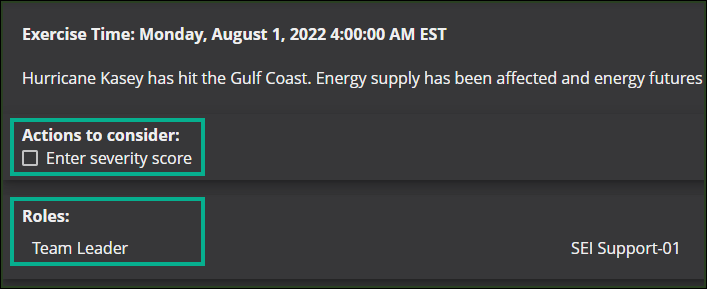 Exercise Time: Monday, August 1, 2022 4:00:00 AM EST
Hurricane Kasey has hit the Gulf Coast. Energy supply has been affected and energy futures
Actions to consider:
Enter severity score
Roles:
Team Leader SEI Support-01